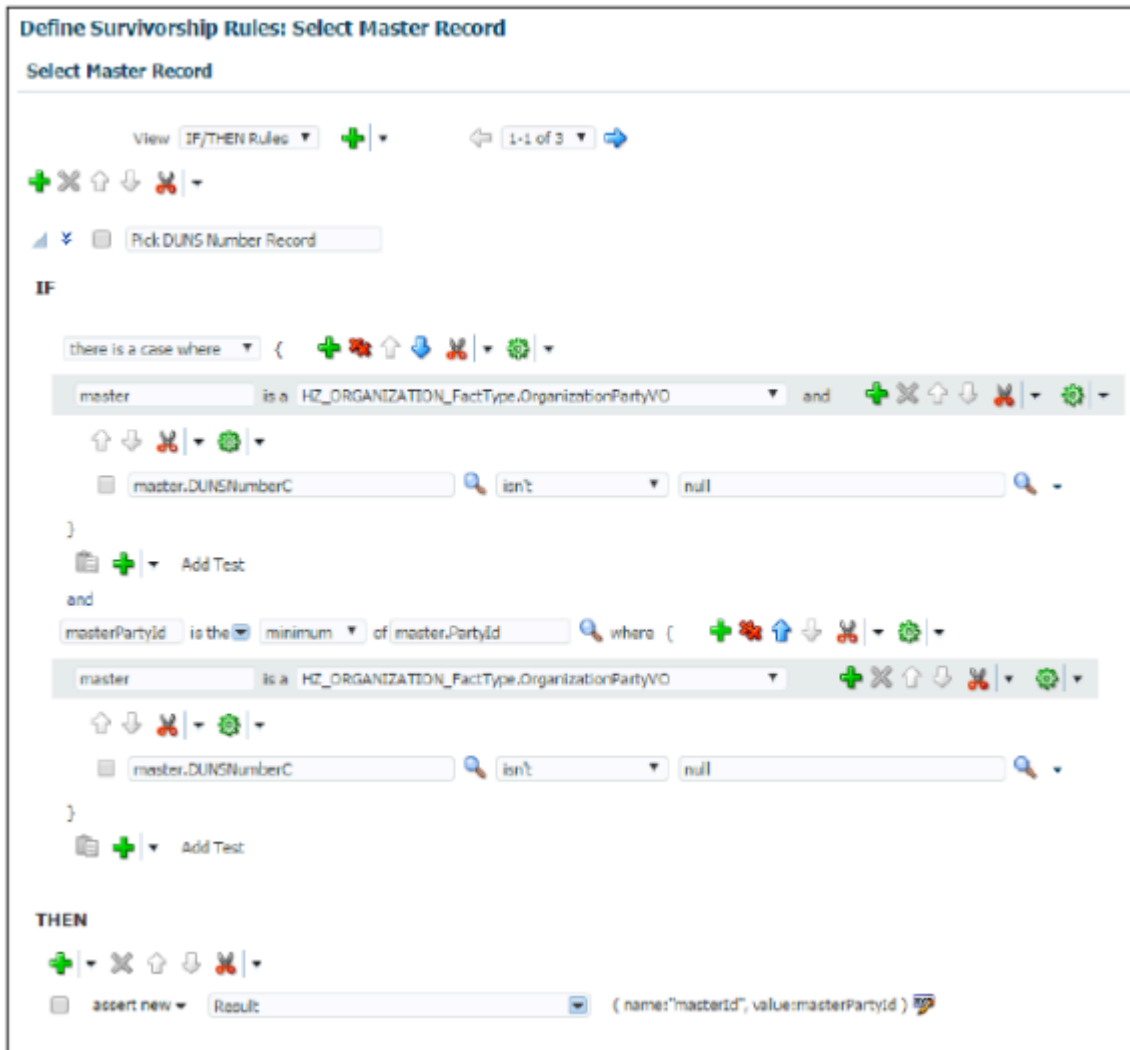 Define Survivorship Rules: Select Master Record
Select Master Record
View IF/THEN Rules 1-1 of 3
Pick DUNS Number Record
IF
there is a case where {
master is a HZ_ORGANIZATION_FactType.OrganizationPartyVO and
master.DUNSNumberC isn't null
}
Add Test
and
masterPartyId is the minimum of master.PartyId where {
master is a HZ_ORGANIZATION_FactType.OrganizationPartyVO
master.DUNSNumberC isn't null
}
Add Test
THEN
assert new Result ( name:"masterId", value:masterPartyId )